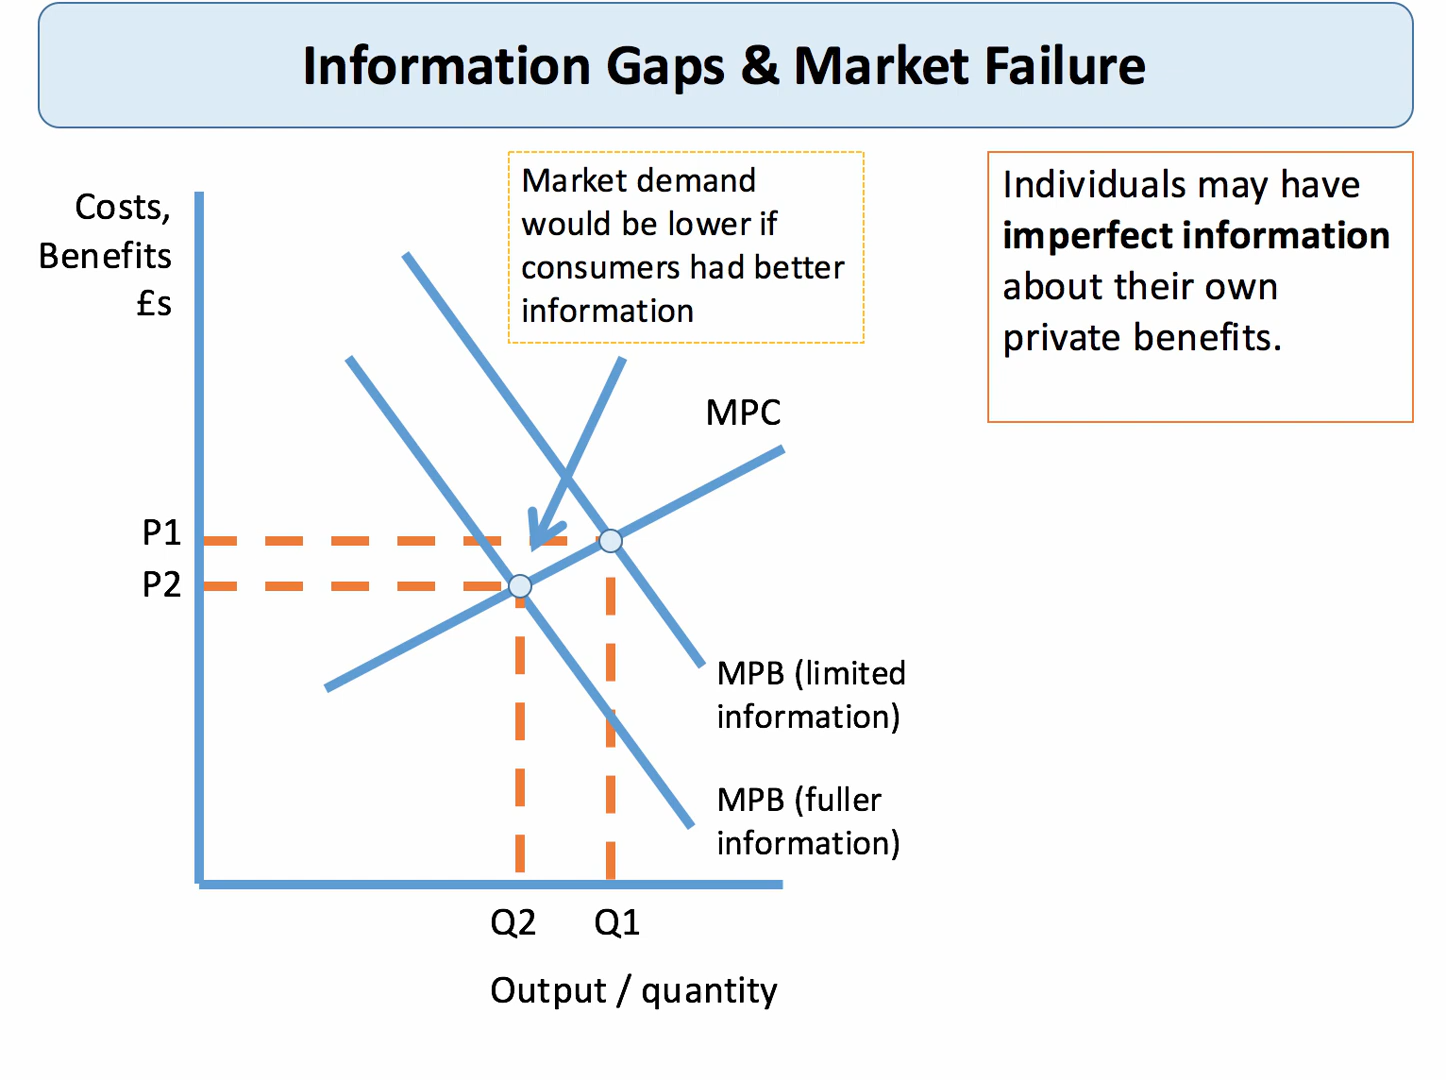 Information Gaps & Market Failure
Costs,
Benefits
£s
Market demand
would be lower if
consumers had better
information
Individuals may have
imperfect information
about their own
private benefits.
MPC
P1
P2
MPB (limited
information)
MPB (fuller
information)
Q2
Q1
Output / quantity